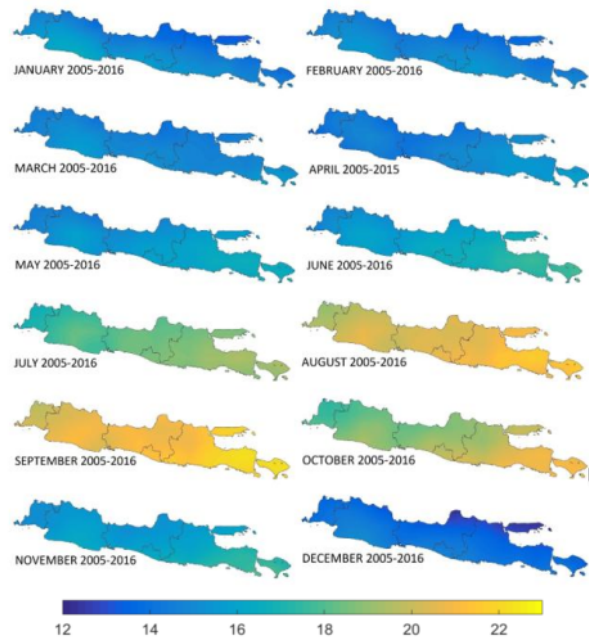 JANUARY 2005-2016
FEBRUARY 2005-2016
MARCH 2005-2016
APRIL 2005-2015
MAY 2005-2016
JUNE 2005-2016
JULY 2005-2016
AUGUST 2005-2016
SEPTEMBER 2005-2016
OCTOBER 2005-2016
NOVEMBER 2005-2016
DECEMBER 2005-2016
12 14 16 18 20 22